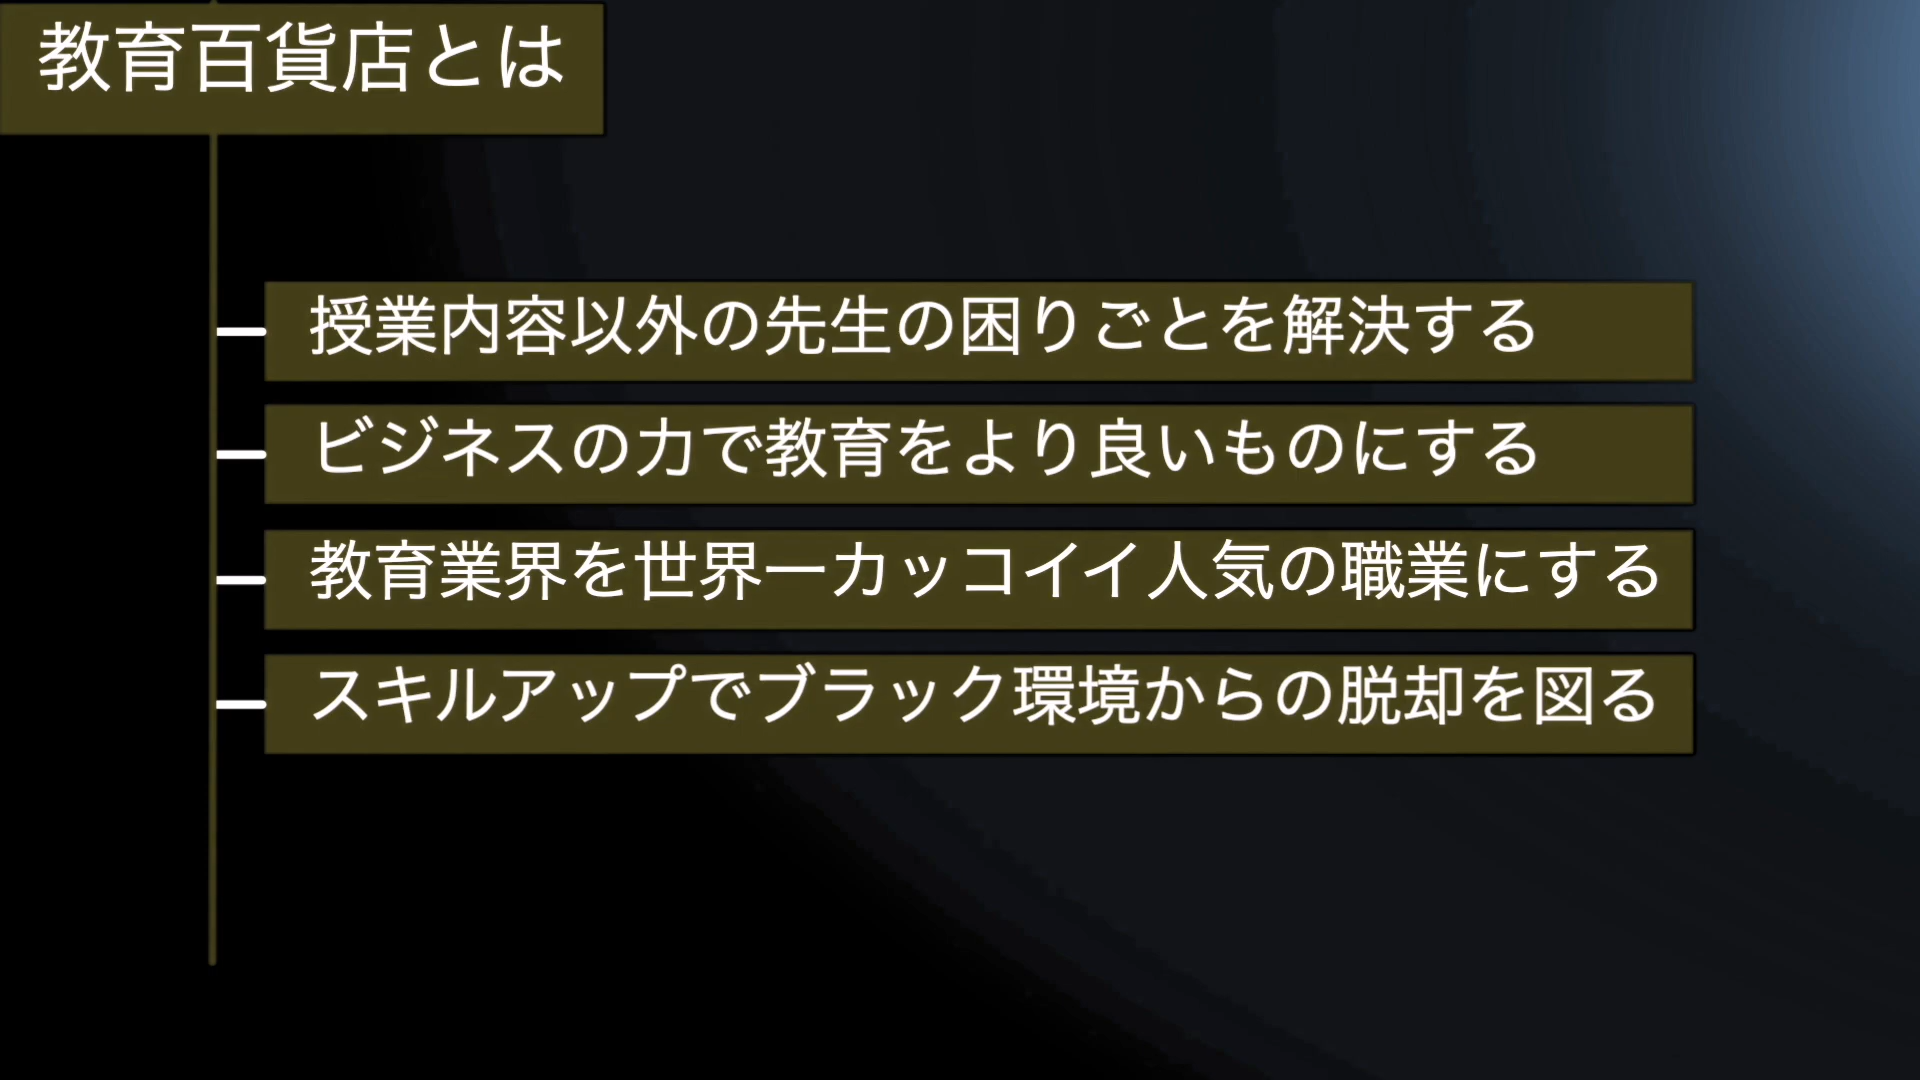 教育百貨店とは
授業内容以外の先生の困りごとを解決する
ビジネスの力で教育をより良いものにする
教育業界を世界一カッコイイ人気の職業にする
スキルアップでブラック環境からの脱却を図る